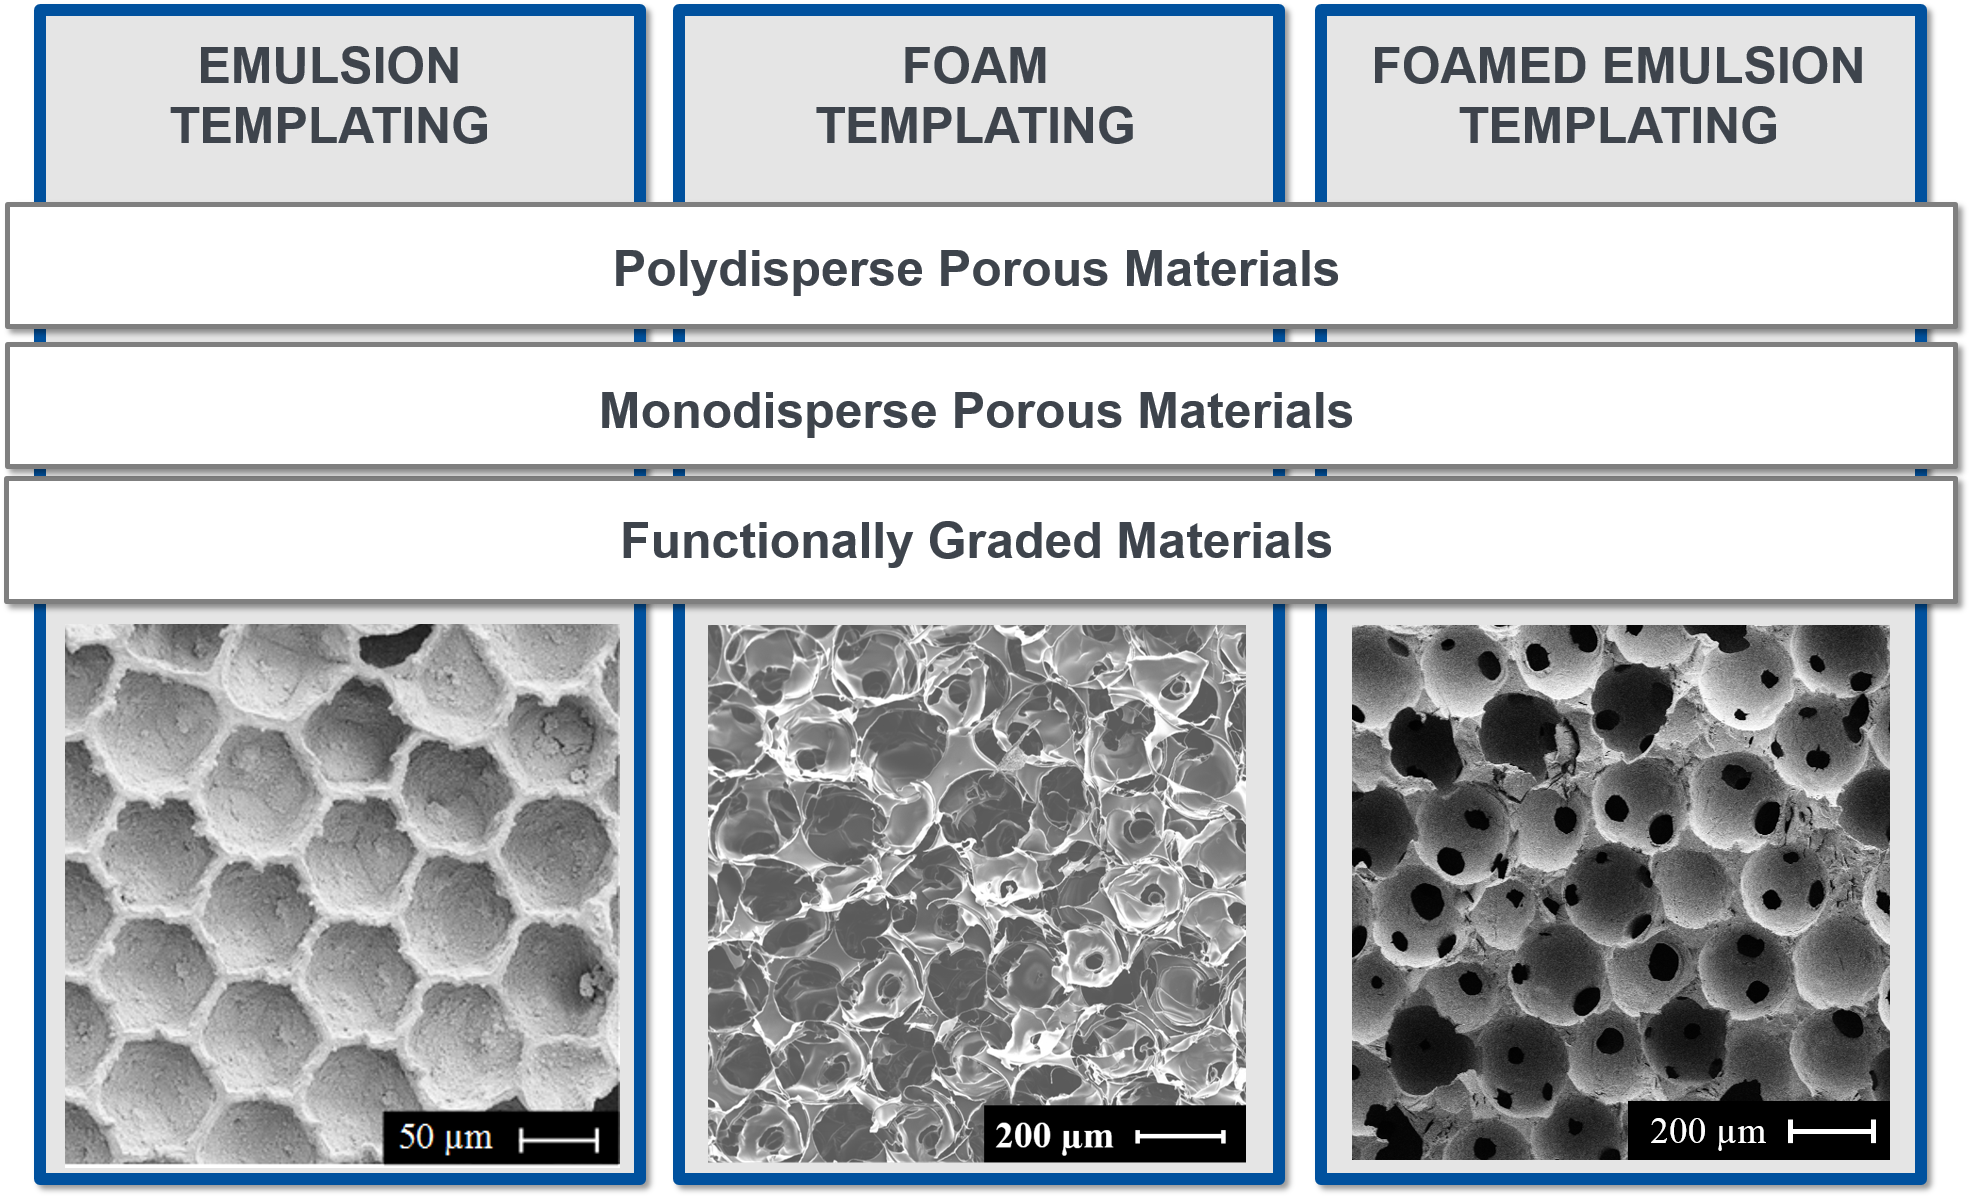 EMULSION
TEMPLATING
FOAM
TEMPLATING
FOAMED EMULSION
TEMPLATING
Polydisperse Porous Materials
Monodisperse Porous Materials
Functionally Graded Materials
50 µm
200 µm
200 µm